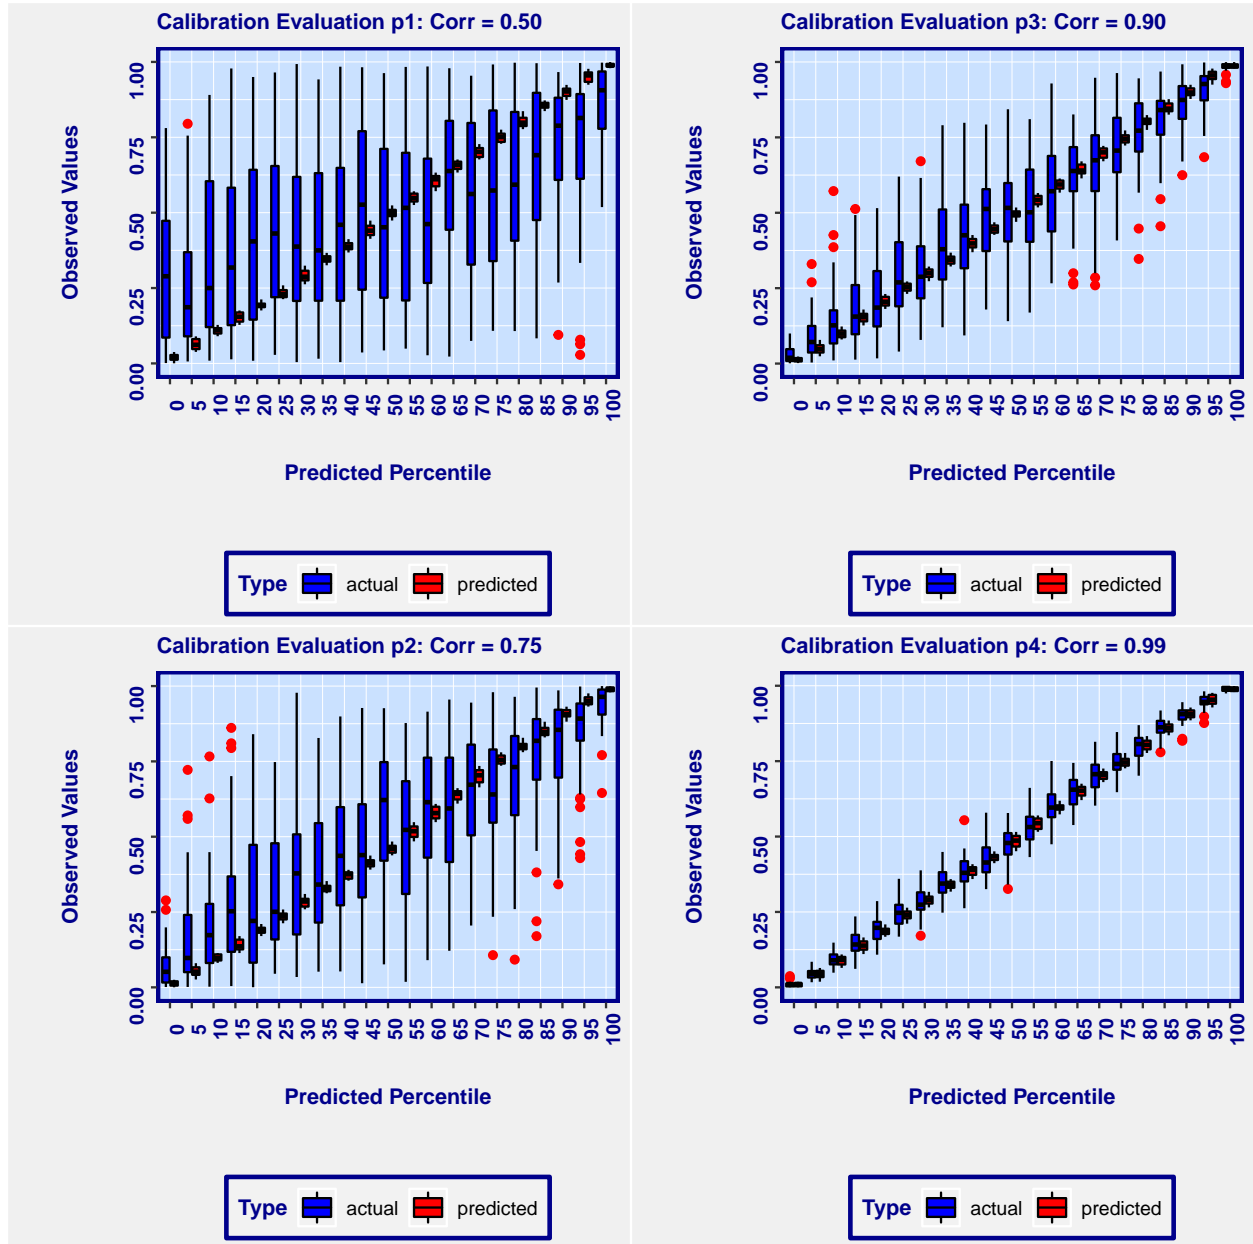 Calibration Evaluation p1: Corr = 0.50
Observed Values
1.00
0.75
0.50
0.25
0.00
0 5 10 15 20 25 30 35 40 45 50 55 60 65 70 75 80 85 90 95 100
Predicted Percentile
Type actual predicted
Calibration Evaluation p3: Corr = 0.90
Observed Values
1.00
0.75
0.50
0.25
0.00
0 5 10 15 20 25 30 35 40 45 50 55 60 65 70 75 80 85 90 95 100
Predicted Percentile
Type actual predicted
Calibration Evaluation p2: Corr = 0.75
Observed Values
1.00
0.75
0.50
0.25
0.00
0 5 10 15 20 25 30 35 40 45 50 55 60 65 70 75 80 85 90 95 100
Predicted Percentile
Type actual predicted
Calibration Evaluation p4: Corr = 0.99
Observed Values
1.00
0.75
0.50
0.25
0.00
0 5 10 15 20 25 30 35 40 45 50 55 60 65 70 75 80 85 90 95 100
Predicted Percentile
Type actual predicted